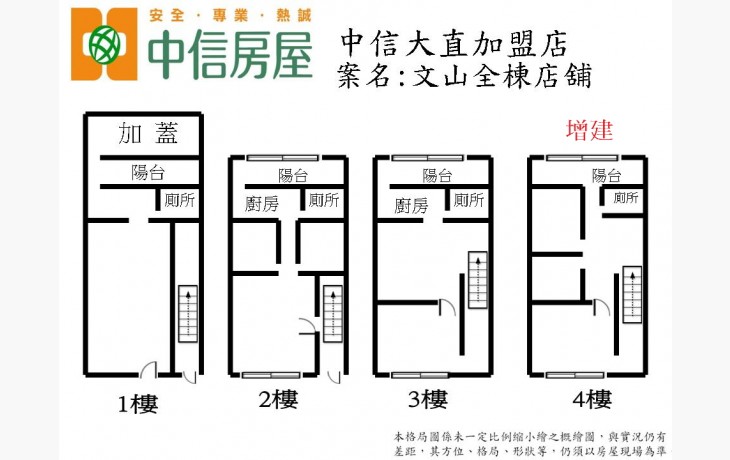 安全・專業・熱誠
中信房屋
中信大直加盟店
案名:文山全棟店舖
增建
加蓋
陽台
廁所
1樓
陽台
廚房
廁所
2樓
陽台
廚房
廁所
3樓
陽台
廁所
4樓
本格局圖係未一定比例縮小繪之概繪圖，與實況仍有
差距，其方位、格局、形狀等，仍須以房屋現場為準